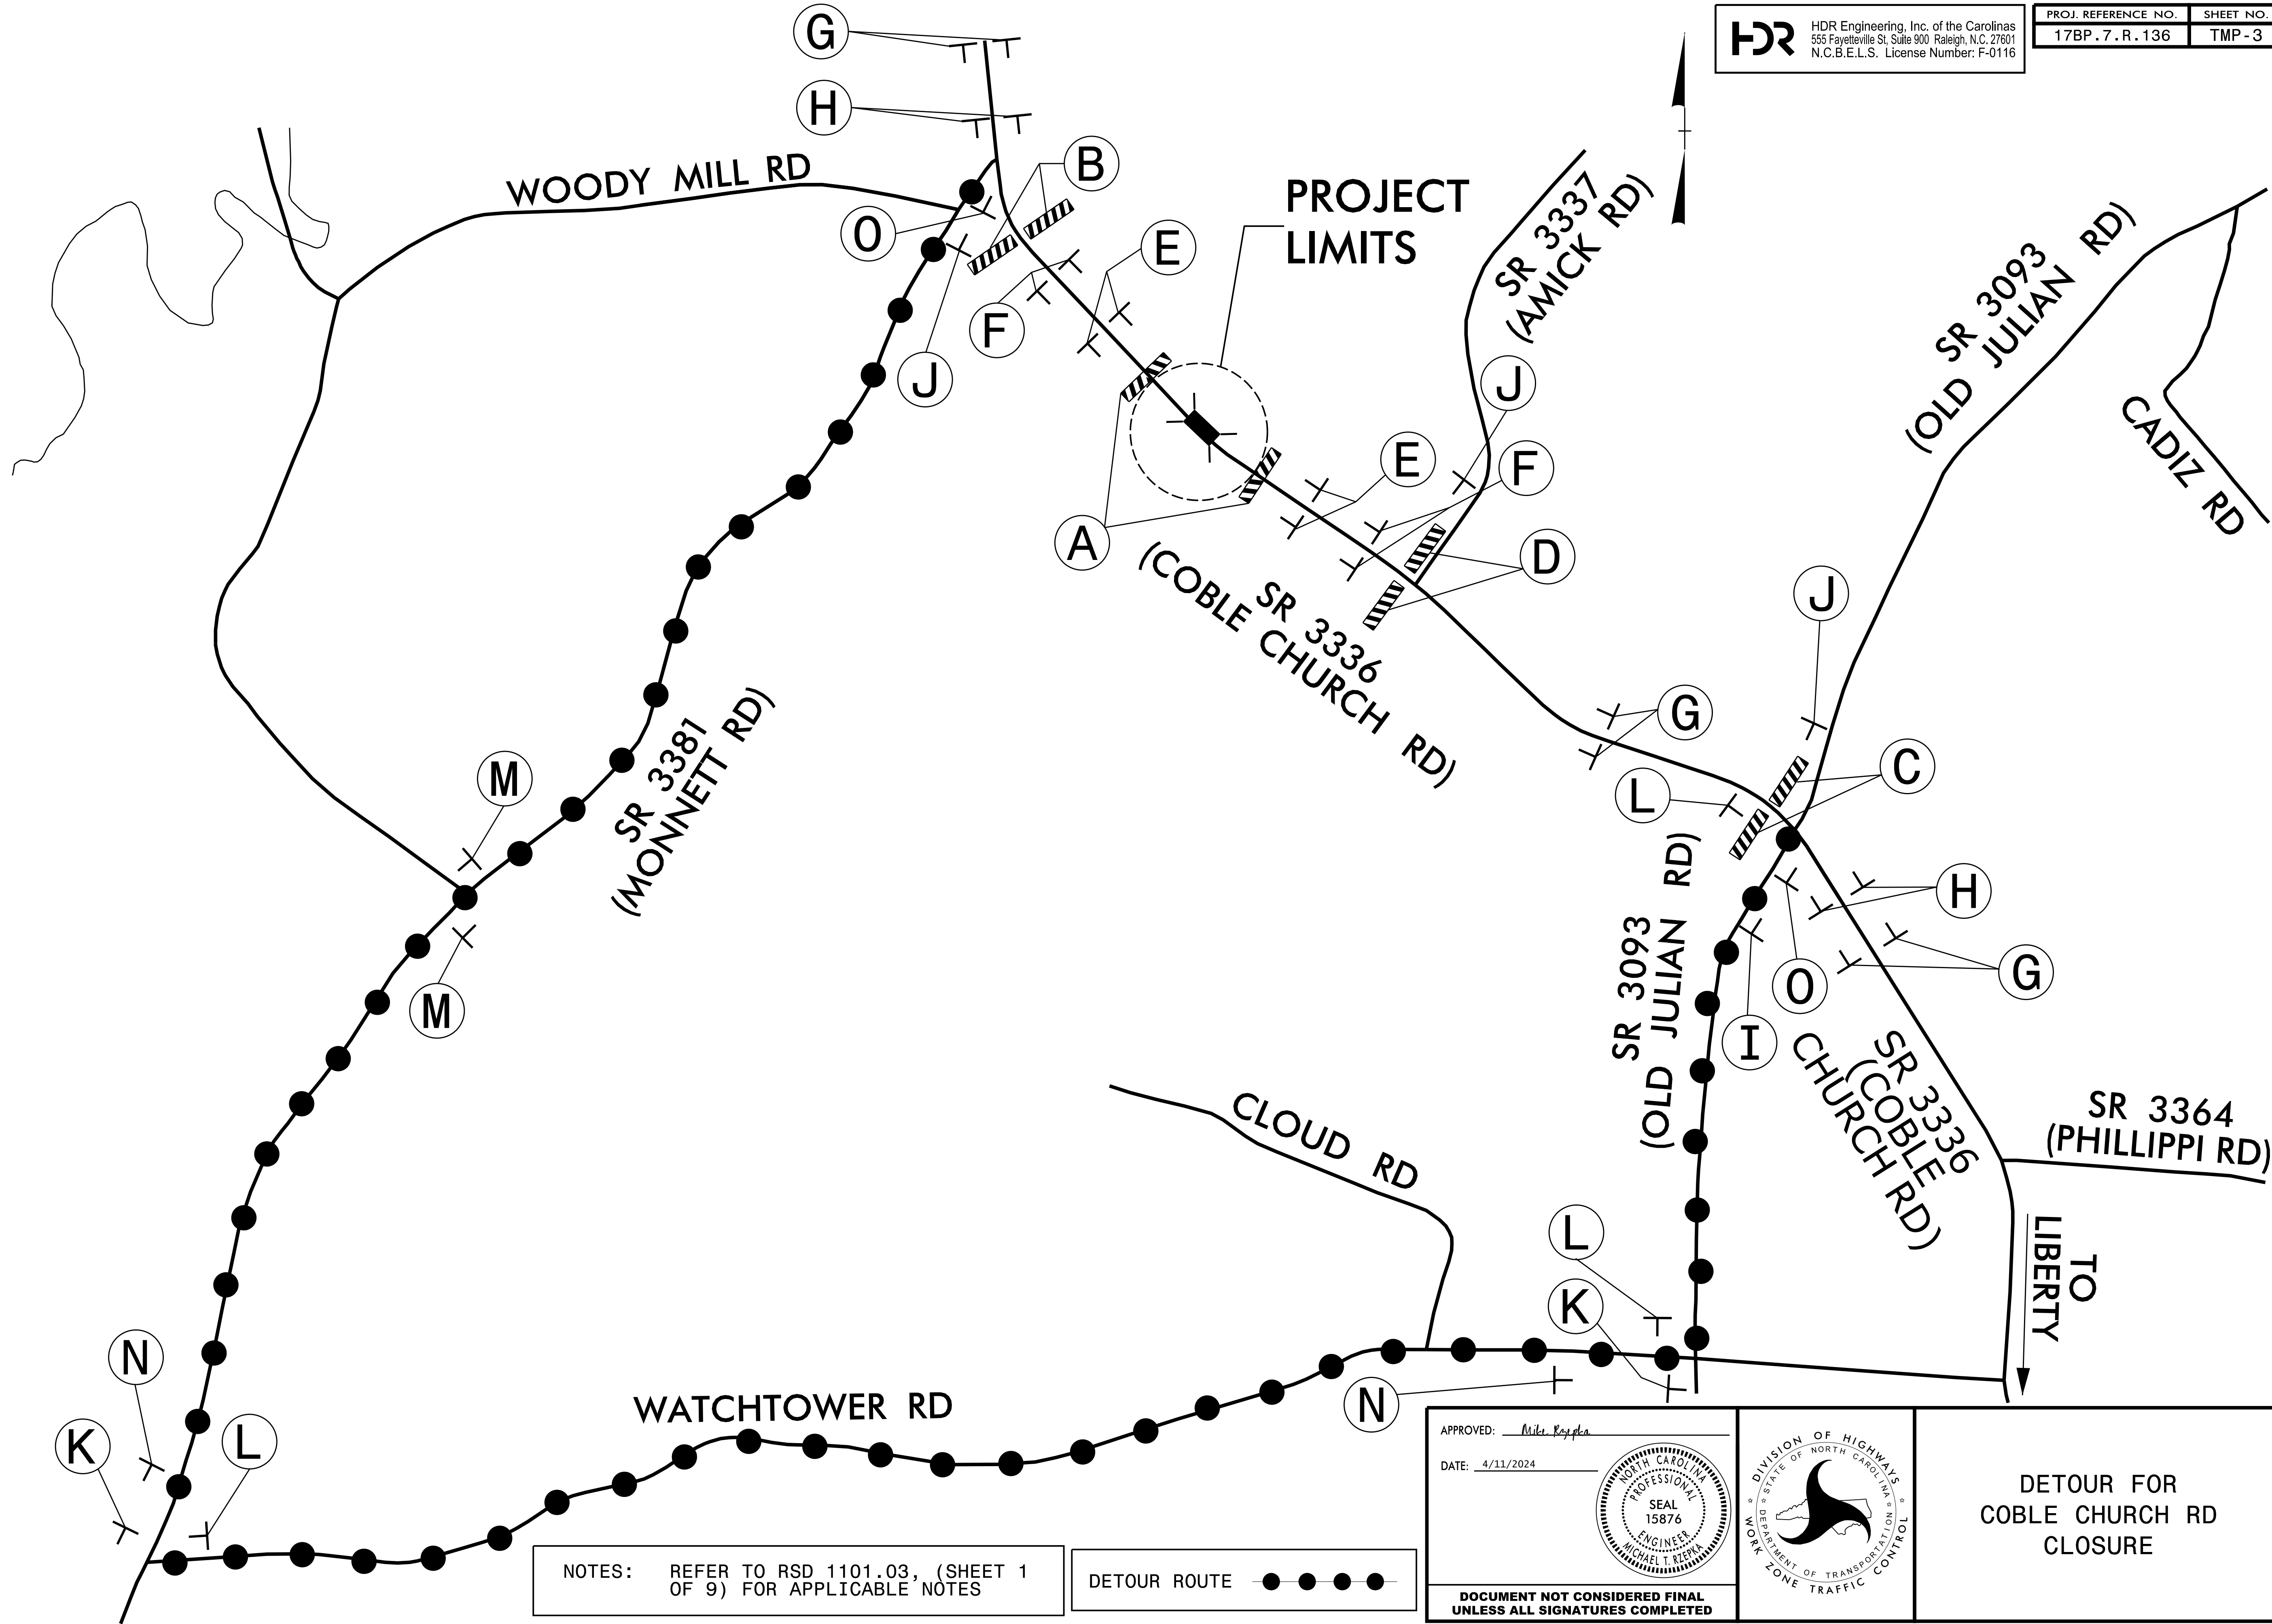 HDR
HDR Engineering, Inc. of the Carolinas
555 Fayetteville St, Suite 900 Raleigh, N.C. 27601
N.C.B.E.L.S. License Number: F-0116
PROJ. REFERENCE NO.
SHEET NO.
17BP.7.R.136
TMP-3
G
H
B
WOODY MILL RD
O
E
F
J
PROJECT
LIMITS
SR 3337
(AMICK RD)
SR 3093
(OLD JULIAN RD)
CADIZ RD
J
E
F
A
D
SR 3336
(COBLE CHURCH RD)
J
G
C
L
SR 3381
(MONNETT RD)
M
M
H
O
G
I
SR 3093
(OLD JULIAN RD)
SR 3336
(COBLE
CHURCH RD)
SR 3364
(PHILLIPPI RD)
CLOUD RD
TO
LIBERTY
L
K
N
N
K
L
WATCHTOWER RD
NOTES: REFER TO RSD 1101.03, (SHEET 1
OF 9) FOR APPLICABLE NOTES
DETOUR ROUTE
APPROVED: Mike Rzepka
DATE: 4/11/2024
NORTH CAROLINA
PROFESSIONAL
SEAL
15876
ENGINEER
MICHAEL T. RZEPKA
DOCUMENT NOT CONSIDERED FINAL
UNLESS ALL SIGNATURES COMPLETED
DIVISION OF HIGHWAYS
STATE OF NORTH CAROLINA
DEPARTMENT OF TRANSPORTATION
WORK ZONE TRAFFIC CONTROL
DETOUR FOR
COBLE CHURCH RD
CLOSURE